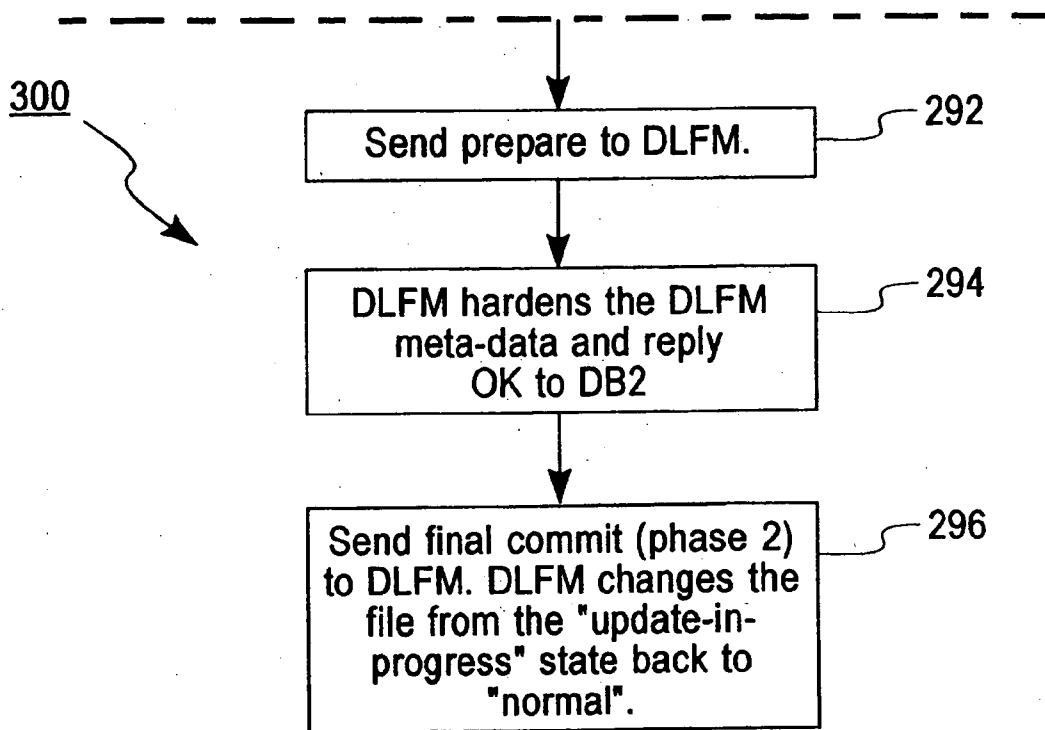 300
Send prepare to DLFM.
292
DLFM hardens the DLFM
meta-data and reply
OK to DB2
294
Send final commit (phase 2)
to DLFM. DLFM changes the
file from the "update-in-
progress" state back to
"normal".
296